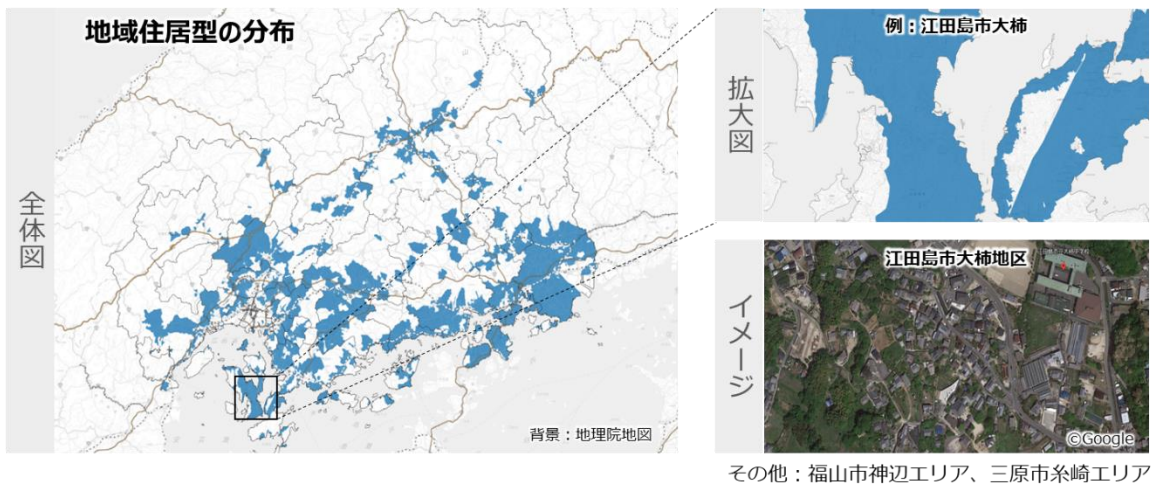 地域住居型の分布
全体図
背景：地理院地図
拡大図
例：江田島市大柿
イメージ
江田島市大柿地区
©Google
その他：福山市神辺エリア、三原市糸崎エリア